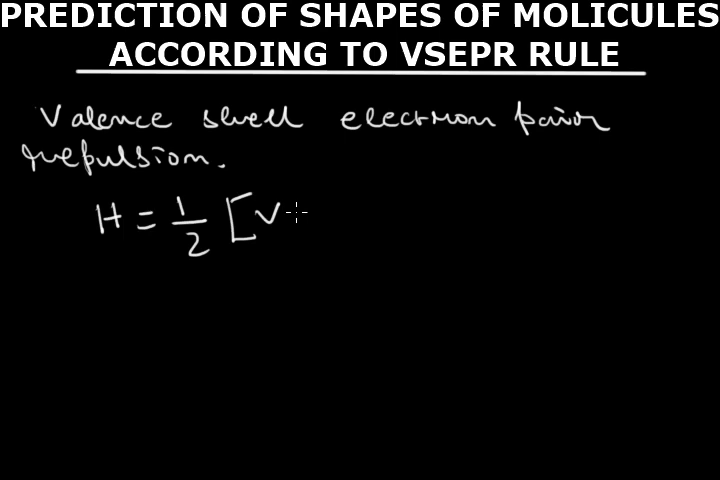 PREDICTION OF SHAPES OF MOLICULES
ACCORDING TO VSEPR RULE
Valence shell electron pair
repulsion.
H = 1/2 [V